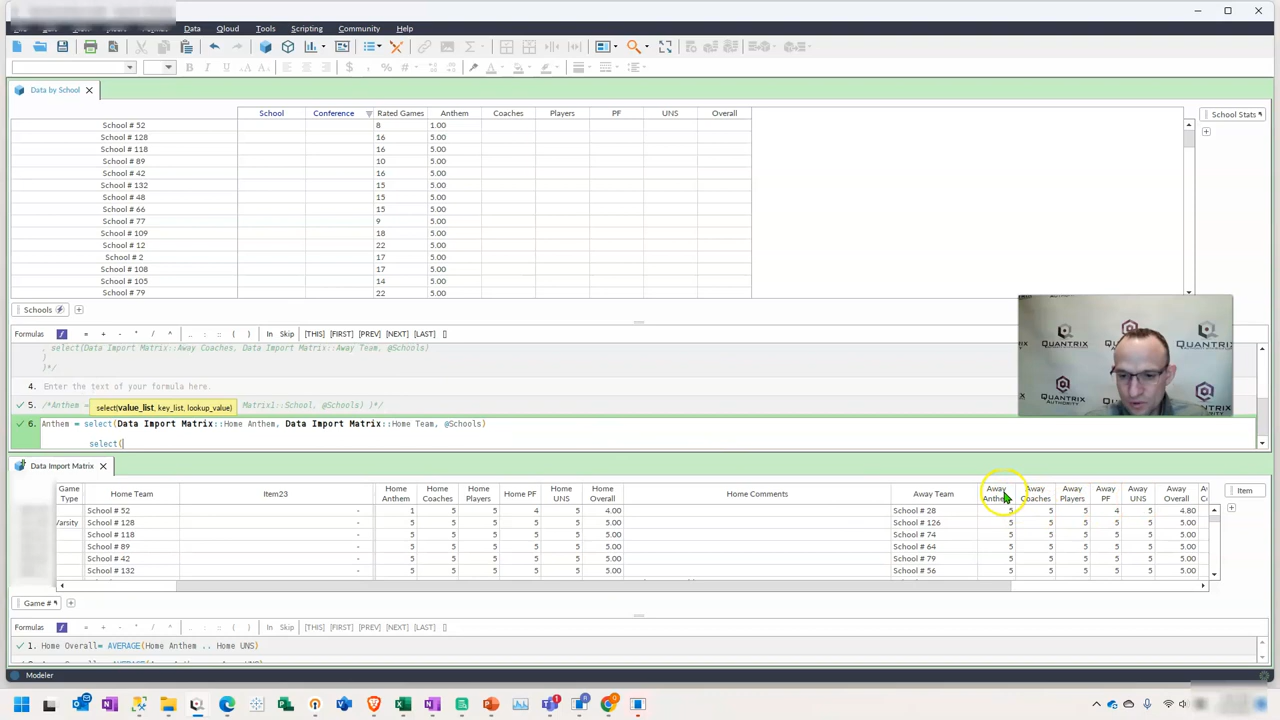 Data Qloud Tools Scripting Community Help
Data by School
School Conference Rated Games Anthem Coaches Players PF UNS Overall
School Stats
School # 52 8 1.00
School # 128 16 5.00
School # 118 16 5.00
School # 89 10 5.00
School # 42 16 5.00
School # 132 15 5.00
School # 48 15 5.00
School # 66 15 5.00
School # 77 9 5.00
School # 109 18 5.00
School # 12 22 5.00
School # 2 17 5.00
School # 108 17 5.00
School # 105 14 5.00
School # 79 22 5.00
Schools
Formulas = + - * / ^ .. : :: ( ) In Skip [THIS] [FIRST] [PREV] [NEXT] [LAST] []
, select(Data Import Matrix::Away Coaches, Data Import Matrix::Away Team, @Schools)
)
)*/
4. Enter the text of your formula here.
5. /*Anthem = Matrix1::School, @Schools) )*/
select(value_list, key_list, lookup_value)
6. Anthem = select(Data Import Matrix::Home Anthem, Data Import Matrix::Home Team, @Schools)
select(
Data Import Matrix
Game Type Home Team Item23 Home Anthem Home Coaches Home Players Home PF Home UNS Home Overall Home Comments Away Team Away Anthem Away Coaches Away Players Away PF Away UNS Away Overall
Item
School # 52 - 1 5 5 4 5 4.00 School # 28 5 5 5 4 5 4.80
Varsity School # 128 - 5 5 5 5 5 5.00 School # 126 5 5 5 5 5 5.00
School # 118 - 5 5 5 5 5 5.00 School # 74 5 5 5 5 5 5.00
School # 89 - 5 5 5 5 5 5.00 School # 64 5 5 5 5 5 5.00
School # 42 - 5 5 5 5 5 5.00 School # 79 5 5 5 5 5 5.00
School # 132 - 5 5 5 5 5 5.00 School # 56 5 5 5 5 5 5.00
Game #
Formulas = + - * / ^ .. : :: ( ) In Skip [THIS] [FIRST] [PREV] [NEXT] [LAST] []
1. Home Overall= AVERAGE(Home Anthem .. Home UNS)
Modeler
QUANTRIX AUTHORITY